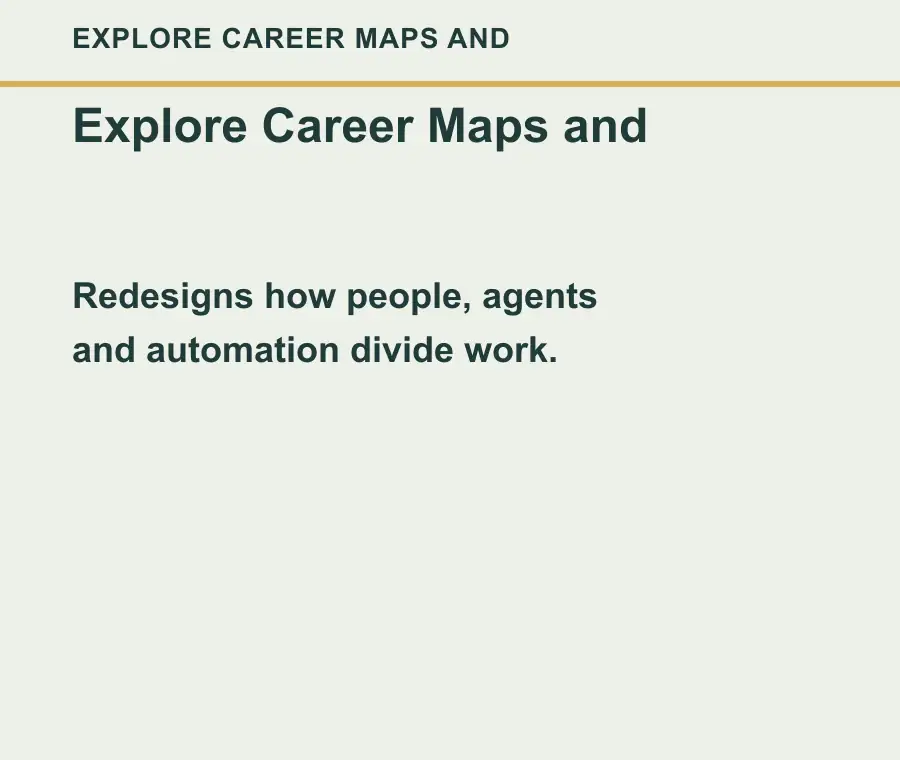 EXPLORE CAREER MAPS AND
Explore Career Maps and
Redesigns how people, agents
and automation divide work.